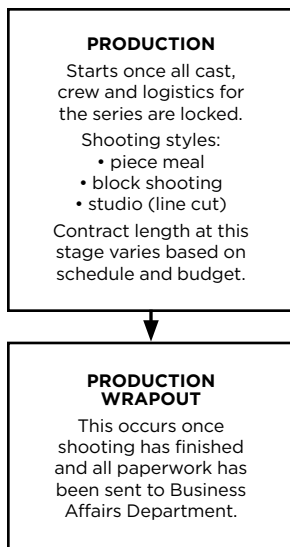 PRODUCTION
Starts once all cast,
crew and logistics for
the series are locked.
Shooting styles:
• piece meal
• block shooting
• studio (line cut)
Contract length at this
stage varies based on
schedule and budget.
PRODUCTION
WRAPOUT
This occurs once
shooting has finished
and all paperwork has
been sent to Business
Affairs Department.